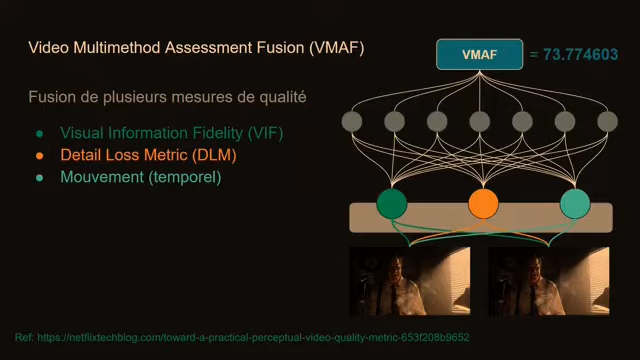 Video Multimethod Assessment Fusion (VMAF)
VMAF
= 73.774603
Fusion de plusieurs mesures de qualité
● Visual Information Fidelity (VIF)
● Detail Loss Metric (DLM)
● Mouvement (temporel)
Ref: https://netflixtechblog.com/toward-a-practical-perceptual-video-quality-metric-653f208b9652